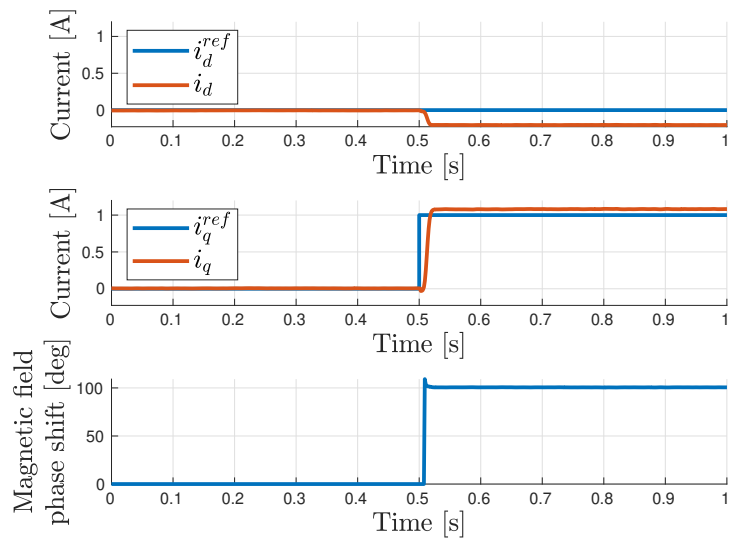 Current [A]
1
0.5
0
i_d^{ref}
i_d
0 0.1 0.2 0.3 0.4 0.5 0.6 0.7 0.8 0.9 1
Time [s]
Current [A]
1
0.5
0
i_q^{ref}
i_q
0 0.1 0.2 0.3 0.4 0.5 0.6 0.7 0.8 0.9 1
Time [s]
Magnetic field
phase shift [deg]
100
50
0
0 0.1 0.2 0.3 0.4 0.5 0.6 0.7 0.8 0.9 1
Time [s]